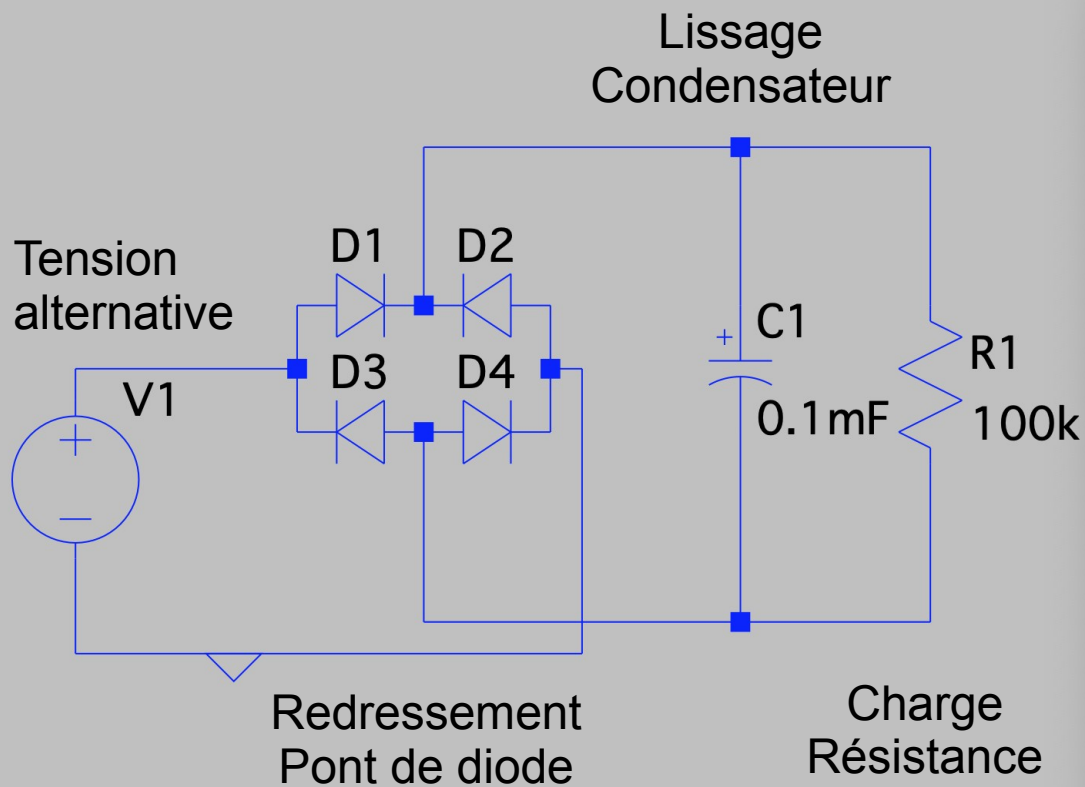 Lissage
Condensateur
Tension
alternative
D1
D2
V1
D3
D4
+
C1
0.1mF
R1
100k
Redressement
Pont de diode
Charge
Résistance